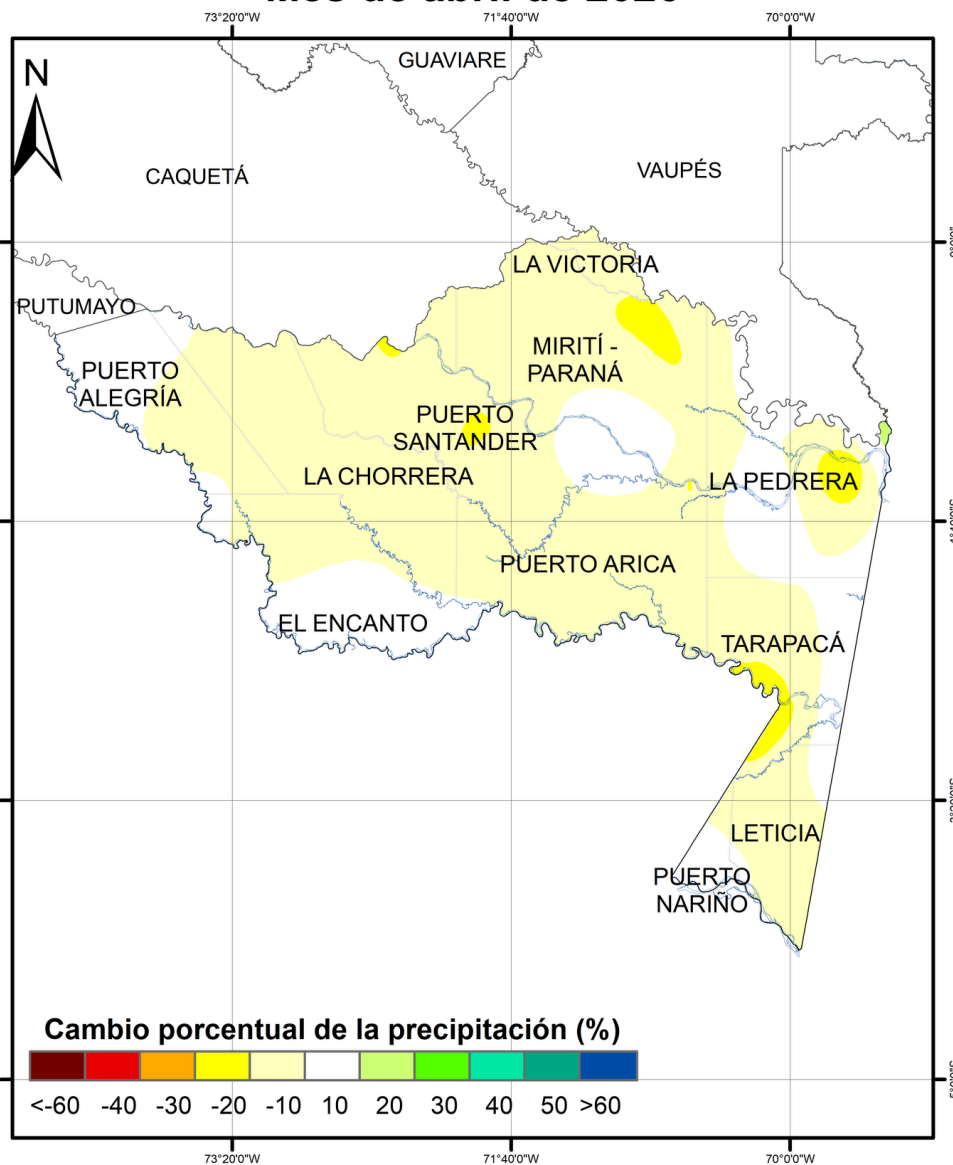 73°20'0"W 71°40'0"W 70°0'0"W
GUAVIARE
N
CAQUETÁ
VAUPÉS
LA VICTORIA
PUTUMAYO
MIRITÍ -
PARANÁ
PUERTO
ALEGRÍA
PUERTO
SANTANDER
LA CHORRERA
LA PEDRERA
PUERTO ARICA
EL ENCANTO
TARAPACÁ
LETICIA
PUERTO
NARIÑO
Cambio porcentual de la precipitación (%)
<-60 -40 -30 -20 -10 10 20 30 40 50 >60
73°20'0"W 71°40'0"W 70°0'0"W